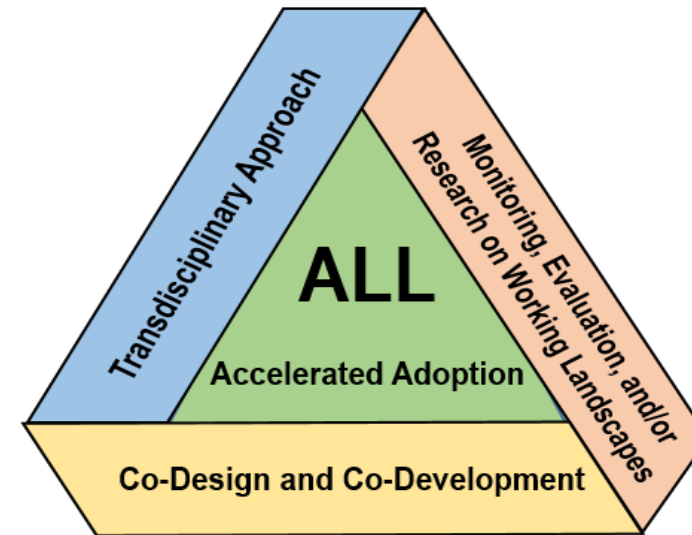 Transdisciplinary Approach
Monitoring, Evaluation, and/or
Research on Working Landscapes
ALL
Accelerated Adoption
Co-Design and Co-Development